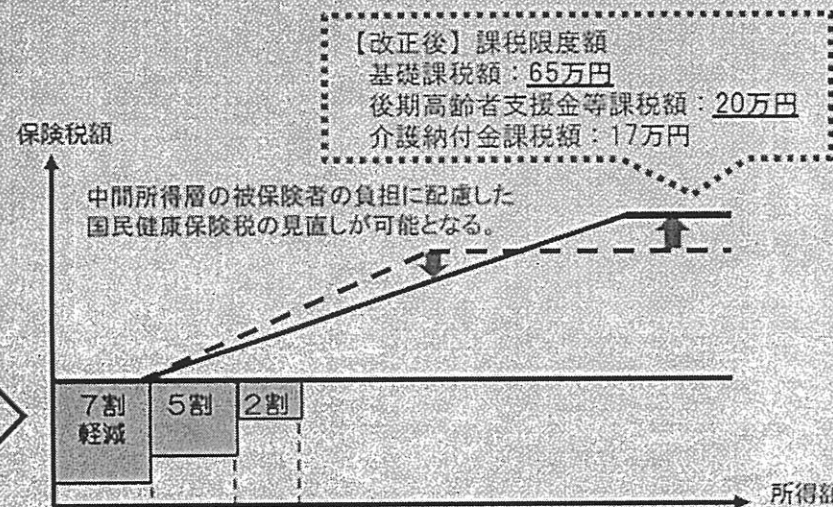 【改正後】課税限度額
基礎課税額：65万円
後期高齢者支援金等課税額：20万円
介護納付金課税額：17万円
保険税額
中間所得層の被保険者の負担に配慮した
国民健康保険税の見直しが可能となる。
7割
軽減
5割
2割
所得額